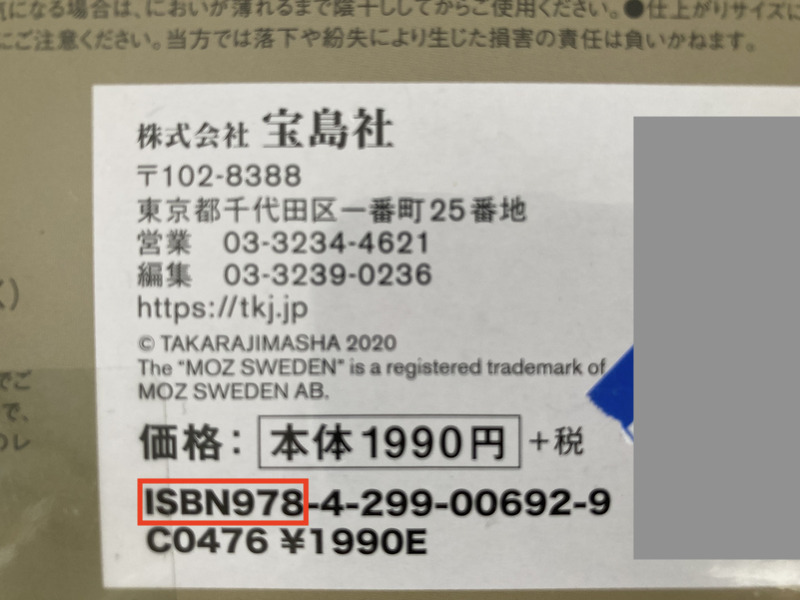 気になる場合は、においが薄れるまで陰干ししてからご使用ください。●仕上がりサイズに
にご注意ください。当方では落下や紛失により生じた損害の責任は負いかねます。
株式会社 宝島社
〒102-8388
東京都千代田区一番町25番地
営業 03-3234-4621
編集 03-3239-0236
https://tkj.jp
© TAKARAJIMASHA 2020
The “MOZ SWEDEN” is a registered trademark of
MOZ SWEDEN AB.
価格：本体1990円+税
ISBN978-4-299-00692-9
C0476 ¥1990E
でご
で、
のレ